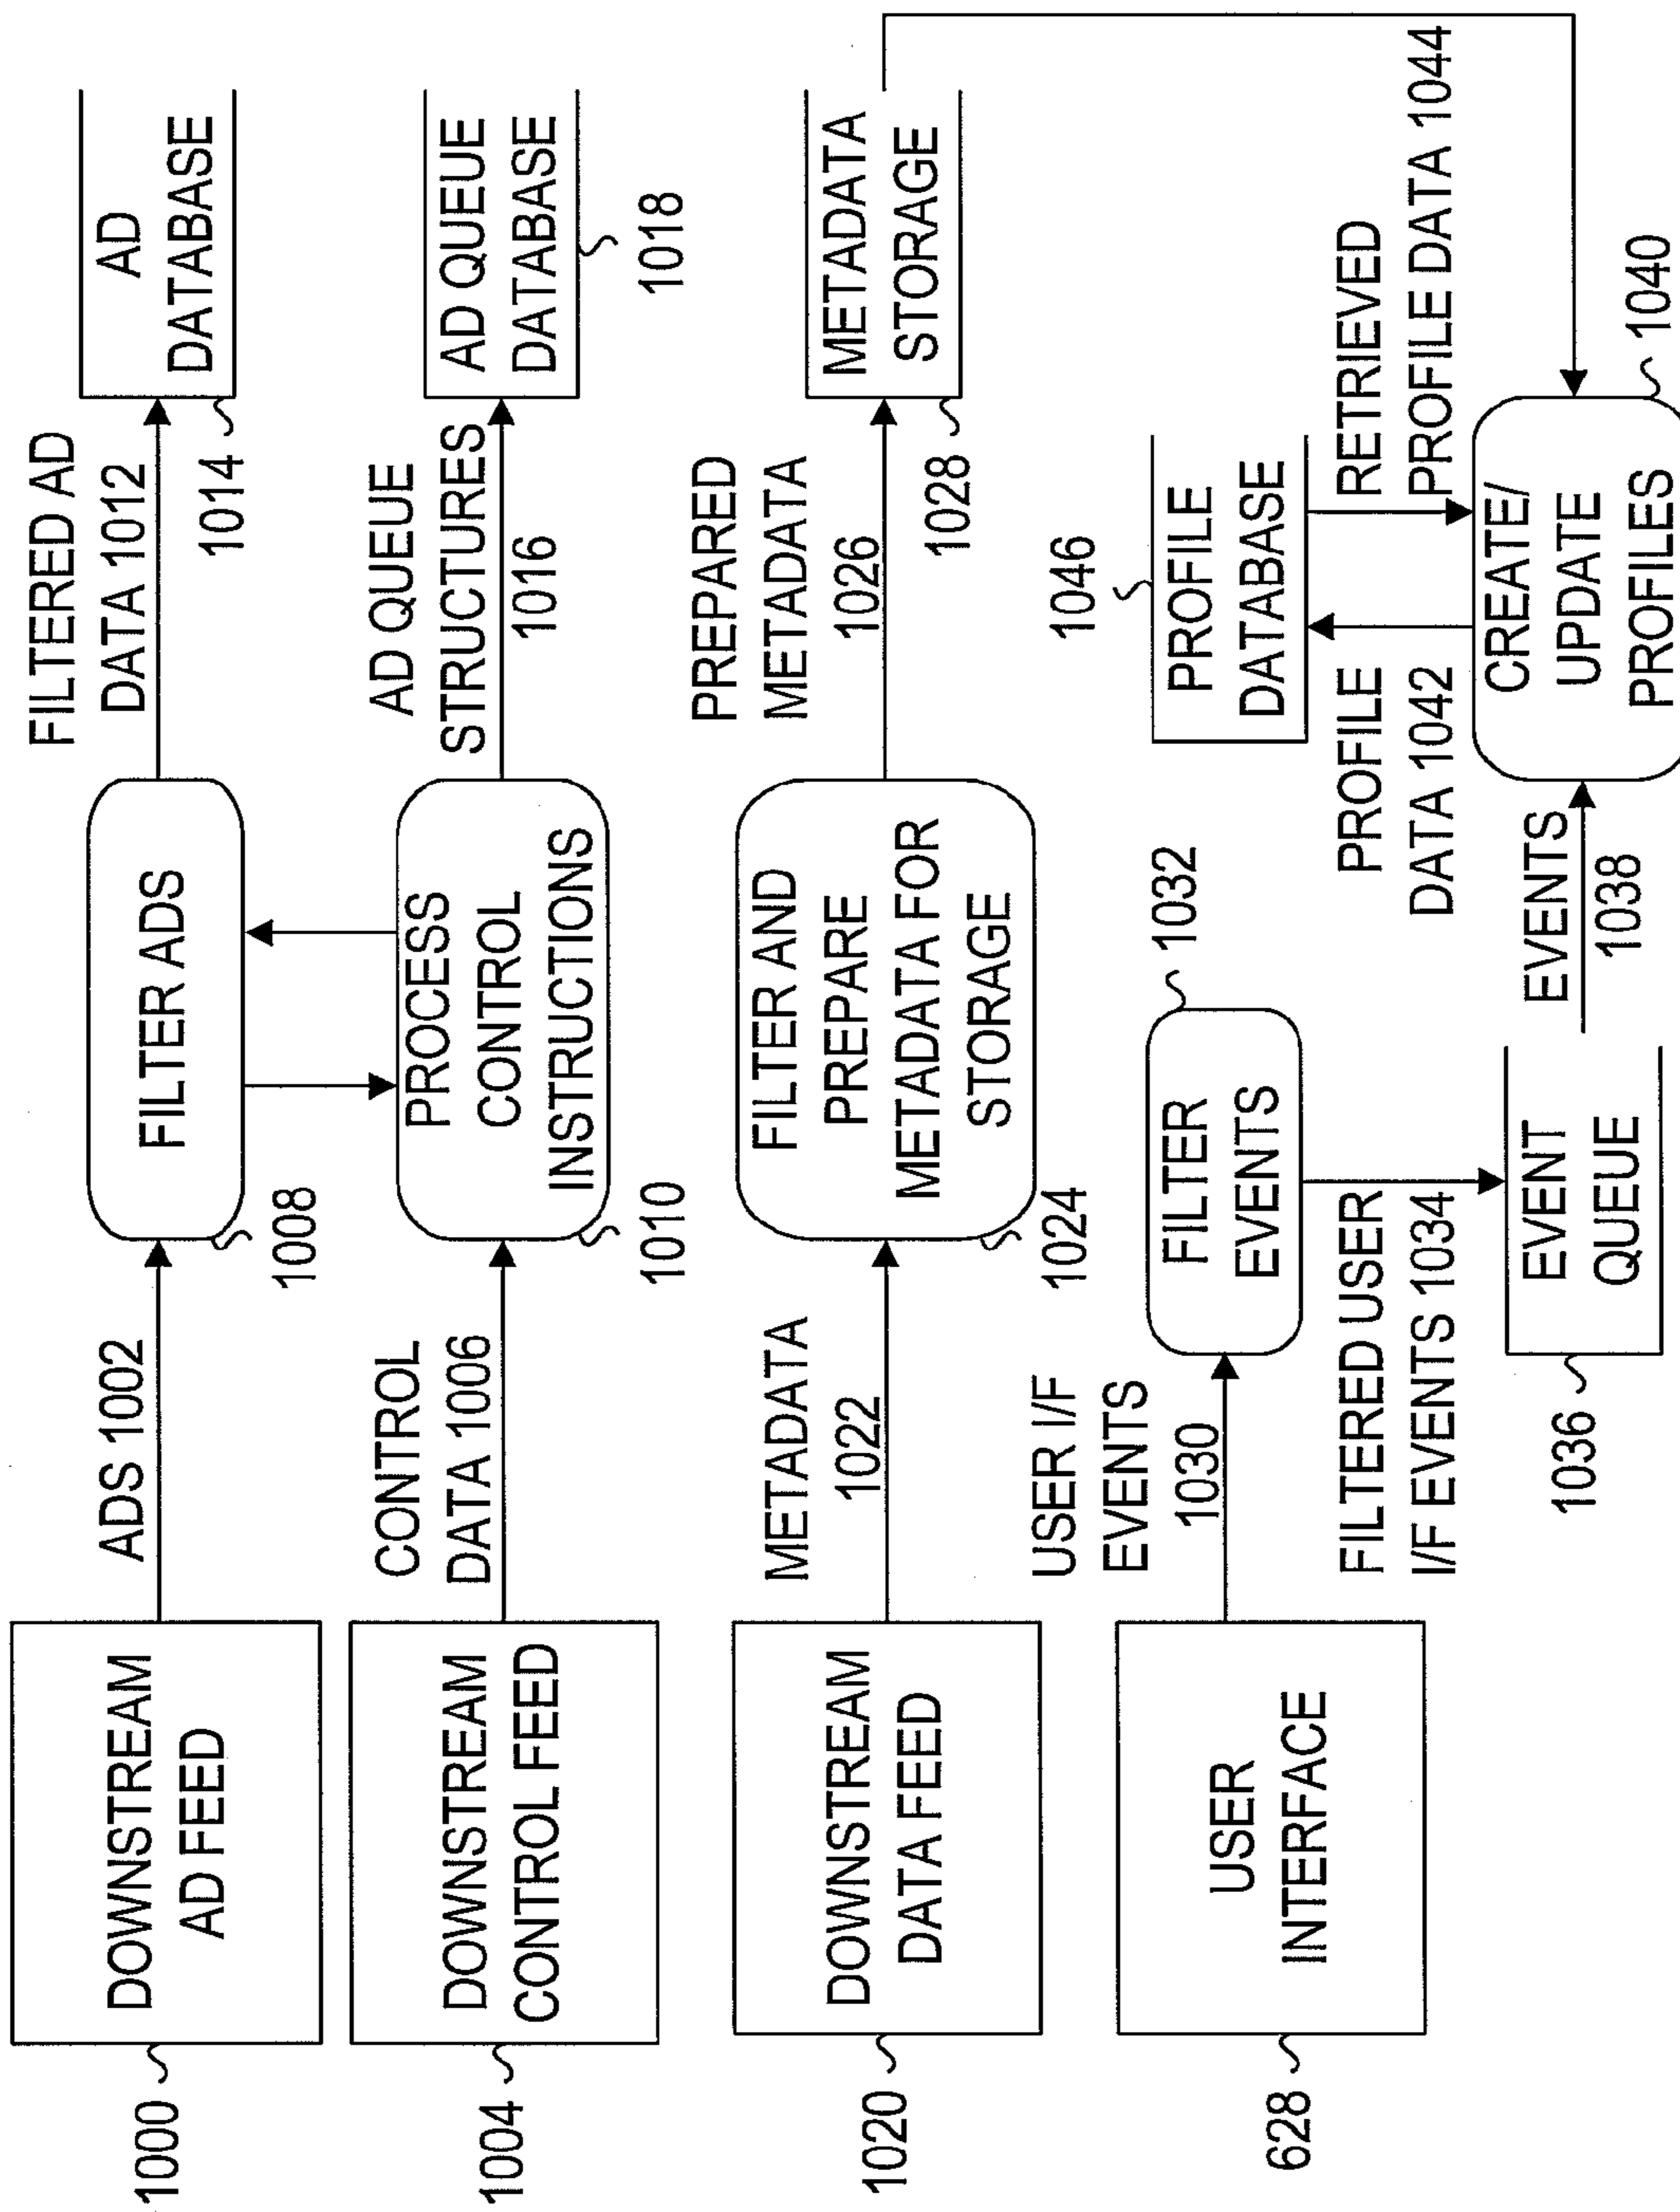 1000
DOWNSTREAM
AD FEED
ADS 1002
FILTER ADS
1008
FILTERED AD
DATA 1012
AD
DATABASE
1014
1004
DOWNSTREAM
CONTROL FEED
CONTROL
DATA 1006
PROCESS
CONTROL
INSTRUCTIONS
1010
AD QUEUE
STRUCTURES
1016
AD QUEUE
DATABASE
1018
1020
DOWNSTREAM
DATA FEED
METADATA
1022
FILTER AND
PREPARE
METADATA FOR
STORAGE
1024
PREPARED
METADATA
1026
METADATA
STORAGE
1028
628
USER
INTERFACE
USER I/F
EVENTS
1030
FILTER
EVENTS
1032
FILTERED USER
I/F EVENTS 1034
EVENT
QUEUE
1036
EVENTS
1038
1046
PROFILE
DATABASE
PROFILE
DATA 1042
RETRIEVED
PROFILE DATA 1044
CREATE/
UPDATE
PROFILES
1040